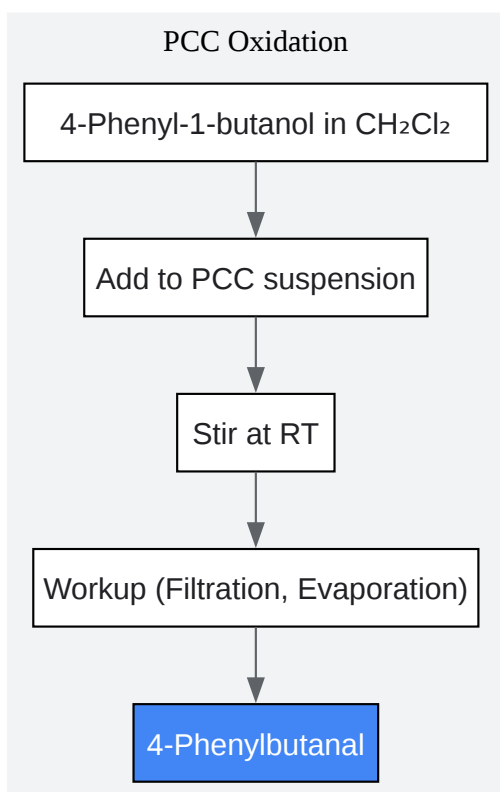 PCC Oxidation
4-Phenyl-1-butanol in CH₂Cl₂
Add to PCC suspension
Stir at RT
Workup (Filtration, Evaporation)
4-Phenylbutanal